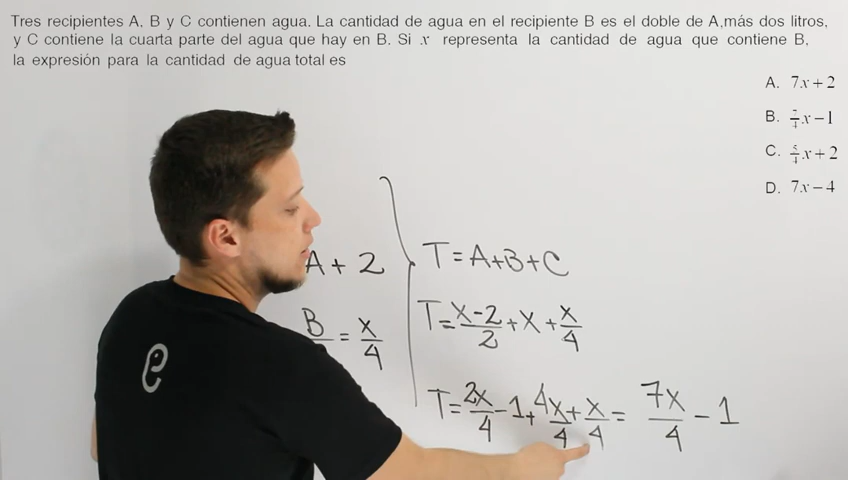 Tres recipientes A, B y C contienen agua. La cantidad de agua en el recipiente B es el doble de A,más dos litros,
y C contiene la cuarta parte del agua que hay en B. Si x representa la cantidad de agua que contiene B,
la expresión para la cantidad de agua total es
A. 7x+2
B. 7/4 x−1
C. 5/4 x+2
D. 7x−4
A+2
B/ = x/4
T=A+B+C
T=(x-2)/2+x+x/4
T=2x/4-1+4x/4+x/4=7x/4-1
e